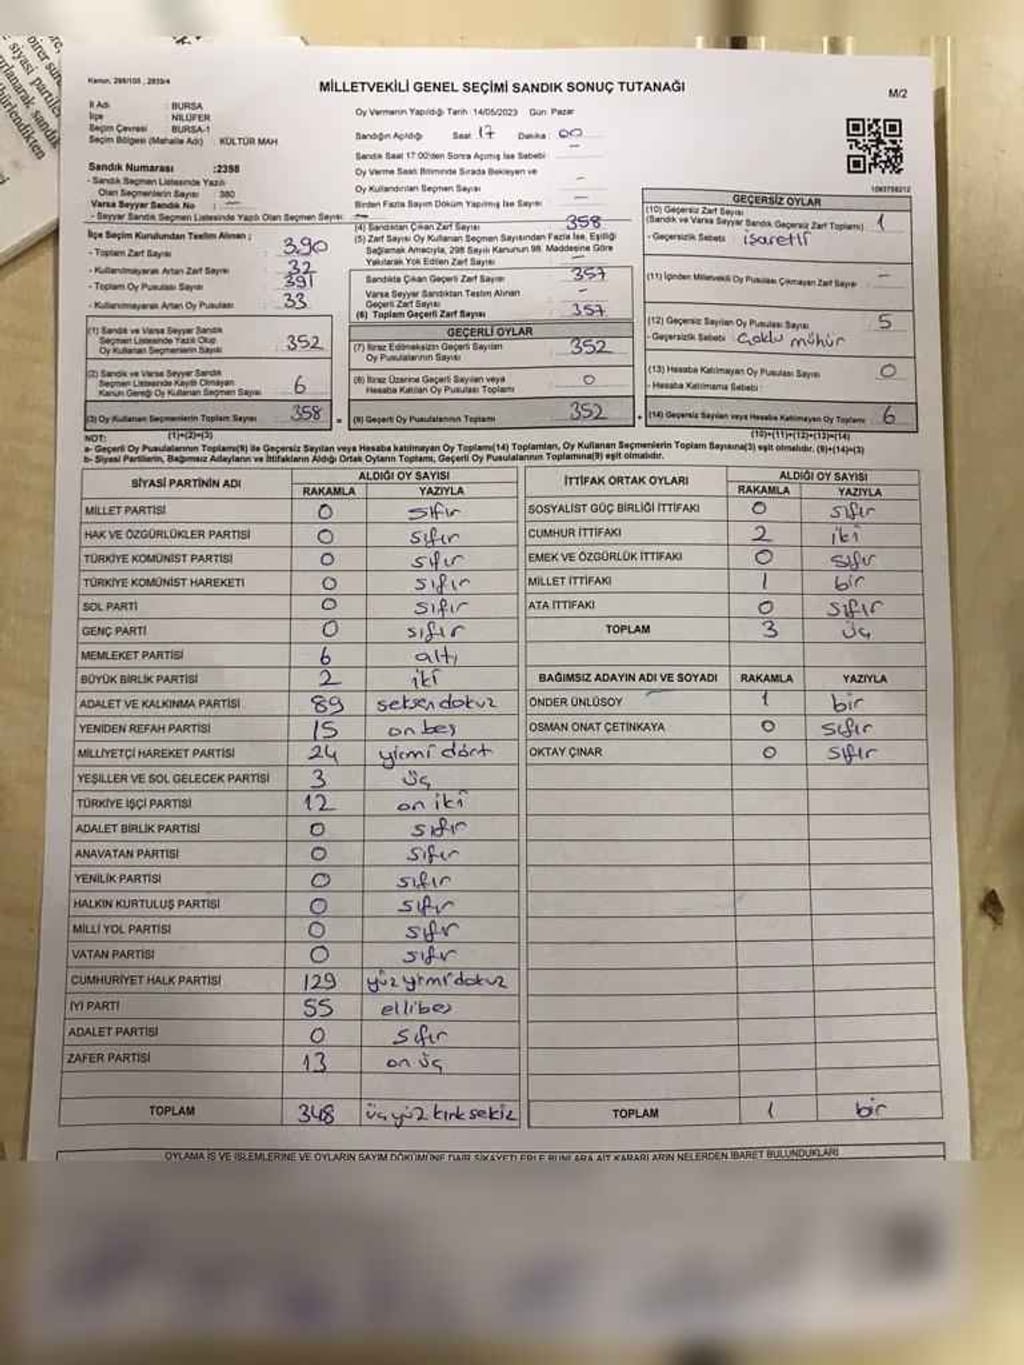 Kanun, 298/105 , 2839/4
MİLLETVEKİLİ GENEL SEÇİMİ SANDIK SONUÇ TUTANAĞI
M/2
İl Adı : BURSA
İlçe : NİLÜFER
Seçim Çevresi : BURSA-1
Seçim Bölgesi (Mahalle Adı) : KÜLTÜR MAH
Oy Vermenin Yapıldığı Tarih : 14/05/2023 Gün: Pazar
Sandığın Açıldığı Saat: 17 Dakika: 00
Sandık Saat 17:00'den Sonra Açılmış İse Sebebi : —
Oy Verme Saati Bitiminde Sırada Bekleyen ve
Oy Kullandırılan Seçmen Sayısı —
Birden Fazla Sayım Döküm Yapılmış İse Sayısı —
Sandık Numarası :2398
- Sandık Seçmen Listesinde Yazılı
Olan Seçmenlerin Sayısı : 380
Varsa Seyyar Sandık No : —
- Seyyar Sandık Seçmen Listesinde Yazılı Olan Seçmen Sayısı: —
İlçe Seçim Kurulundan Teslim Alınan ;
- Toplam Zarf Sayısı : 390
- Kullanılmayarak Artan Zarf Sayısı : 32
- Toplam Oy Pusulası Sayısı : 391
- Kullanılmayarak Artan Oy Pusulası : 33
(4) Sandıktan Çıkan Zarf Sayısı 358
(5) Zarf Sayısı Oy Kullanan Seçmen Sayısından Fazla İse, Eşitliği
Sağlamak Amacıyla, 298 Sayılı Kanunun 98. Maddesine Göre
Yakılarak Yok Edilen Zarf Sayısı —
Sandıkta Çıkan Geçerli Zarf Sayısı 357
Varsa Seyyar Sandıktan Teslim Alınan
Geçerli Zarf Sayısı —
(6) Toplam Geçerli Zarf Sayısı 357
GEÇERSİZ OYLAR
(10) Geçersiz Zarf Sayısı
(Sandık ve Varsa Seyyar Sandık Geçersiz Zarf Toplamı) 1
- Geçersizlik Sebebi : işaretli
(11) İçinden Milletvekili Oy Pusulası Çıkmayan Zarf Sayısı —
(12) Geçersiz Sayılan Oy Pusulası Sayısı 5
- Geçersizlik Sebebi : Çoklu mühür
(13) Hesaba Katılmayan Oy Pusulası Sayısı 0
- Hesaba Katılmama Sebebi :
(14) Geçersiz Sayılan veya Hesaba Katılmayan Oy Toplamı 6
(10)+(11)+(12)+(13)=(14)
(1) Sandık ve Varsa Seyyar Sandık
Seçmen Listesinde Yazılı Olup
Oy Kullanan Seçmenlerin Sayısı 352
(2) Sandık ve Varsa Seyyar Sandık
Seçmen Listesinde Kayıtlı Olmayan
Kanun Gereği Oy Kullanan Seçmen Sayısı 6
(3) Oy Kullanan Seçmenlerin Toplam Sayısı 358
(1)+(2)=(3)
GEÇERLİ OYLAR
(7) İtiraz Edilmeksizin Geçerli Sayılan
Oy Pusulalarının Sayısı 352
(8) İtiraz Üzerine Geçerli Sayılan veya
Hesaba Katılan Oy Pusulası Toplamı 0
(9) Geçerli Oy Pusulalarının Toplamı 352
NOT:
a- Geçerli Oy Pusulalarının Toplamı(9) ile Geçersiz Sayılan veya Hesaba katılmayan Oy Toplamı(14) Toplamları, Oy Kullanan Seçmenlerin Toplam Sayısına(3) eşit olmalıdır. (9)+(14)=(3)
b- Siyasi Partilerin, Bağımsız Adayların ve İttifakların Aldığı Ortak Oyların Toplamı, Geçerli Oy Pusulalarının Toplamına(9) eşit olmalıdır.
SİYASİ PARTİNİN ADI ALDIĞI OY SAYISI
RAKAMLA YAZIYLA
MİLLET PARTİSİ 0 sıfır
HAK VE ÖZGÜRLÜKLER PARTİSİ 0 sıfır
TÜRKİYE KOMÜNİST PARTİSİ 0 sıfır
TÜRKİYE KOMÜNİST HAREKETİ 0 sıfır
SOL PARTİ 0 sıfır
GENÇ PARTİ 0 sıfır
MEMLEKET PARTİSİ 6 altı
BÜYÜK BİRLİK PARTİSİ 2 iki
ADALET VE KALKINMA PARTİSİ 89 seksendokuz
YENİDEN REFAH PARTİSİ 15 on beş
MİLLİYETÇİ HAREKET PARTİSİ 24 yirmi dört
YEŞİLLER VE SOL GELECEK PARTİSİ 3 üç
TÜRKİYE İŞÇİ PARTİSİ 12 on iki
ADALET BİRLİK PARTİSİ 0 sıfır
ANAVATAN PARTİSİ 0 sıfır
YENİLİK PARTİSİ 0 sıfır
HALKIN KURTULUŞ PARTİSİ 0 sıfır
MİLLİ YOL PARTİSİ 0 sıfır
VATAN PARTİSİ 0 sıfır
CUMHURİYET HALK PARTİSİ 129 yüz yirmi dokuz
İYİ PARTİ 55 ellibeş
ADALET PARTİSİ 0 sıfır
ZAFER PARTİSİ 13 on üç
TOPLAM 348 üç yüz kırk sekiz
İTTİFAK ORTAK OYLARI ALDIĞI OY SAYISI
RAKAMLA YAZIYLA
SOSYALİST GÜÇ BİRLİĞİ İTTİFAKI 0 sıfır
CUMHUR İTTİFAKI 2 iki
EMEK VE ÖZGÜRLÜK İTTİFAKI 0 sıfır
MİLLET İTTİFAKI 1 bir
ATA İTTİFAKI 0 sıfır
TOPLAM 3 üç
BAĞIMSIZ ADAYIN ADI VE SOYADI RAKAMLA YAZIYLA
ÖNDER ÜNLÜSOY 1 bir
OSMAN ONAT ÇETİNKAYA 0 sıfır
OKTAY ÇINAR 0 sıfır
TOPLAM 1 bir
OYLAMA İŞ VE İŞLEMLERİNE VE OYLARIN SAYIM DÖKÜMÜNE DAİR ŞİKAYETLERLE BUNLARA AİT KARARLARIN NELERDEN İBARET BULUNDUKLARI